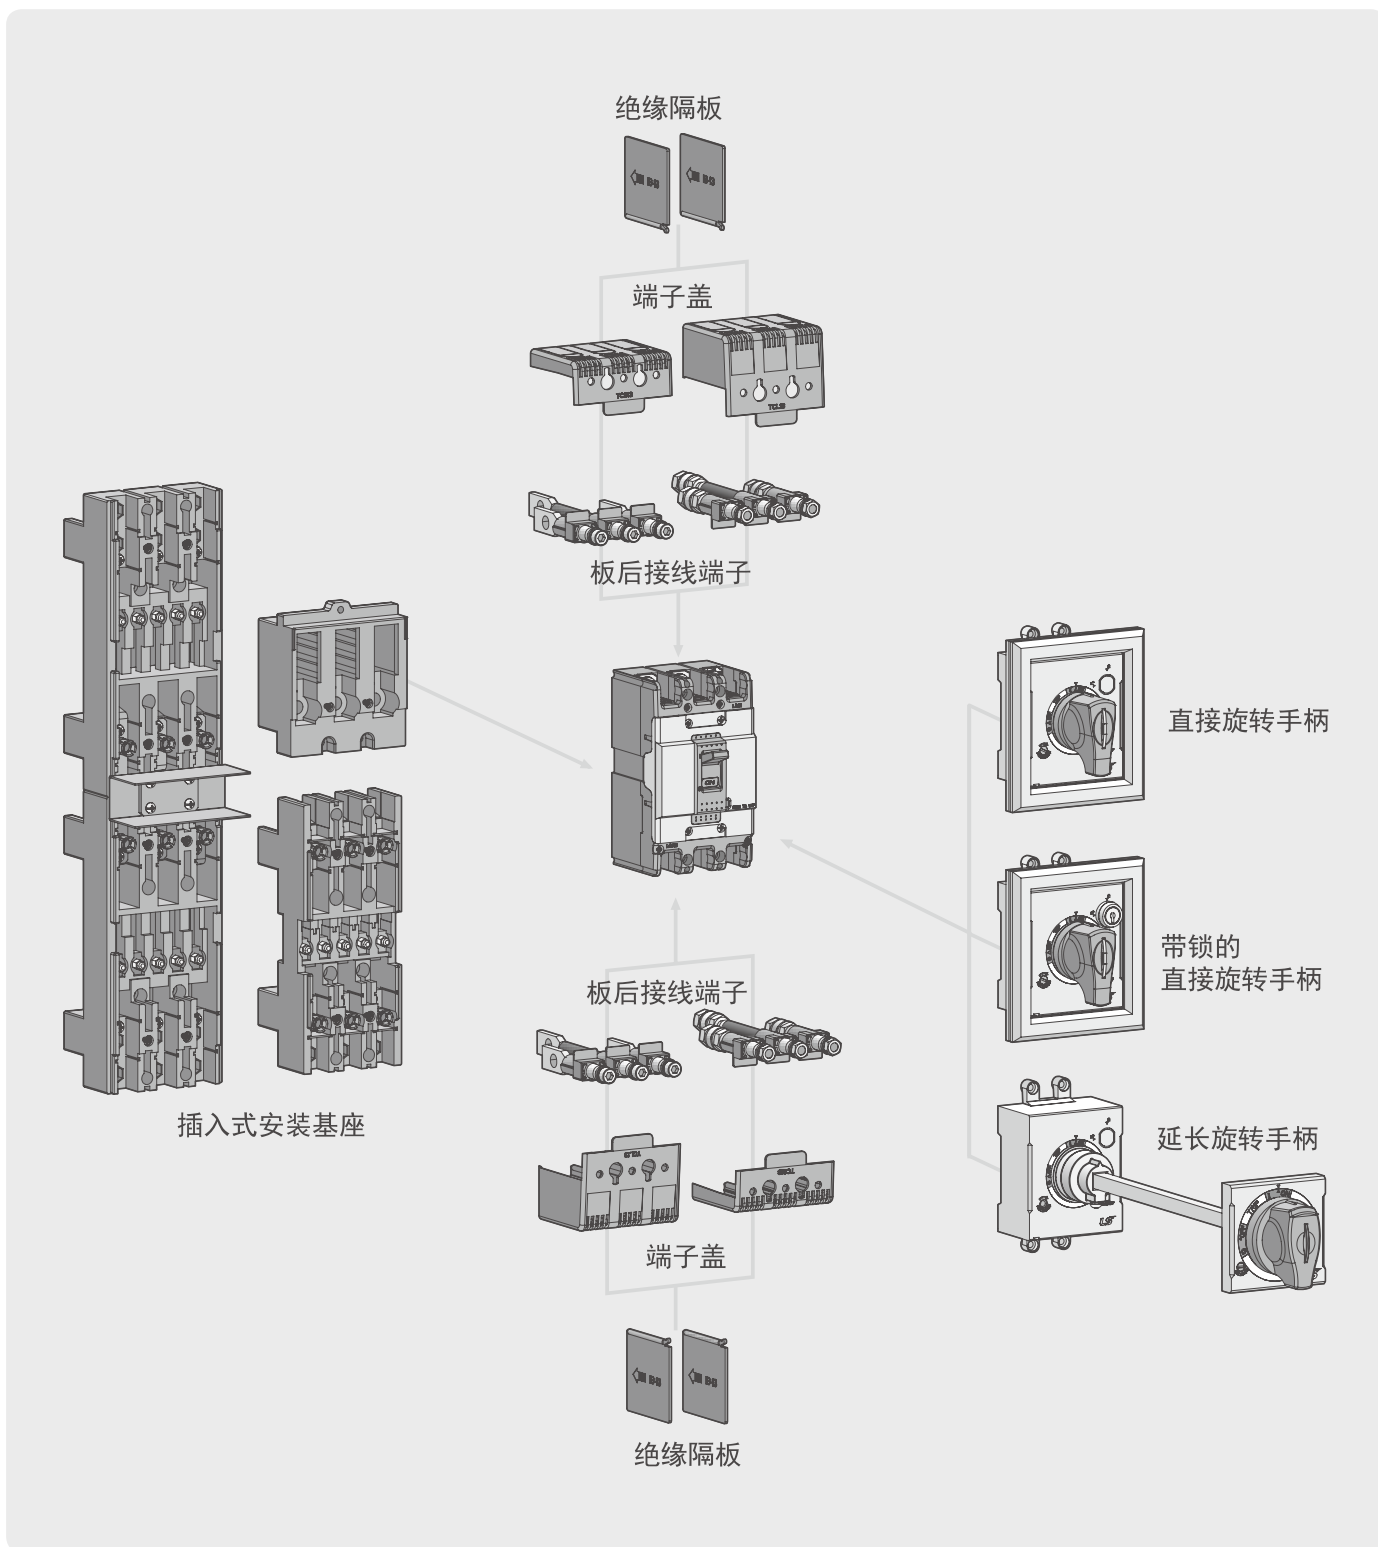 绝缘隔板
端子盖
板后接线端子
直接旋转手柄
带锁的
直接旋转手柄
板后接线端子
插入式安装基座
延长旋转手柄
LS
端子盖
绝缘隔板